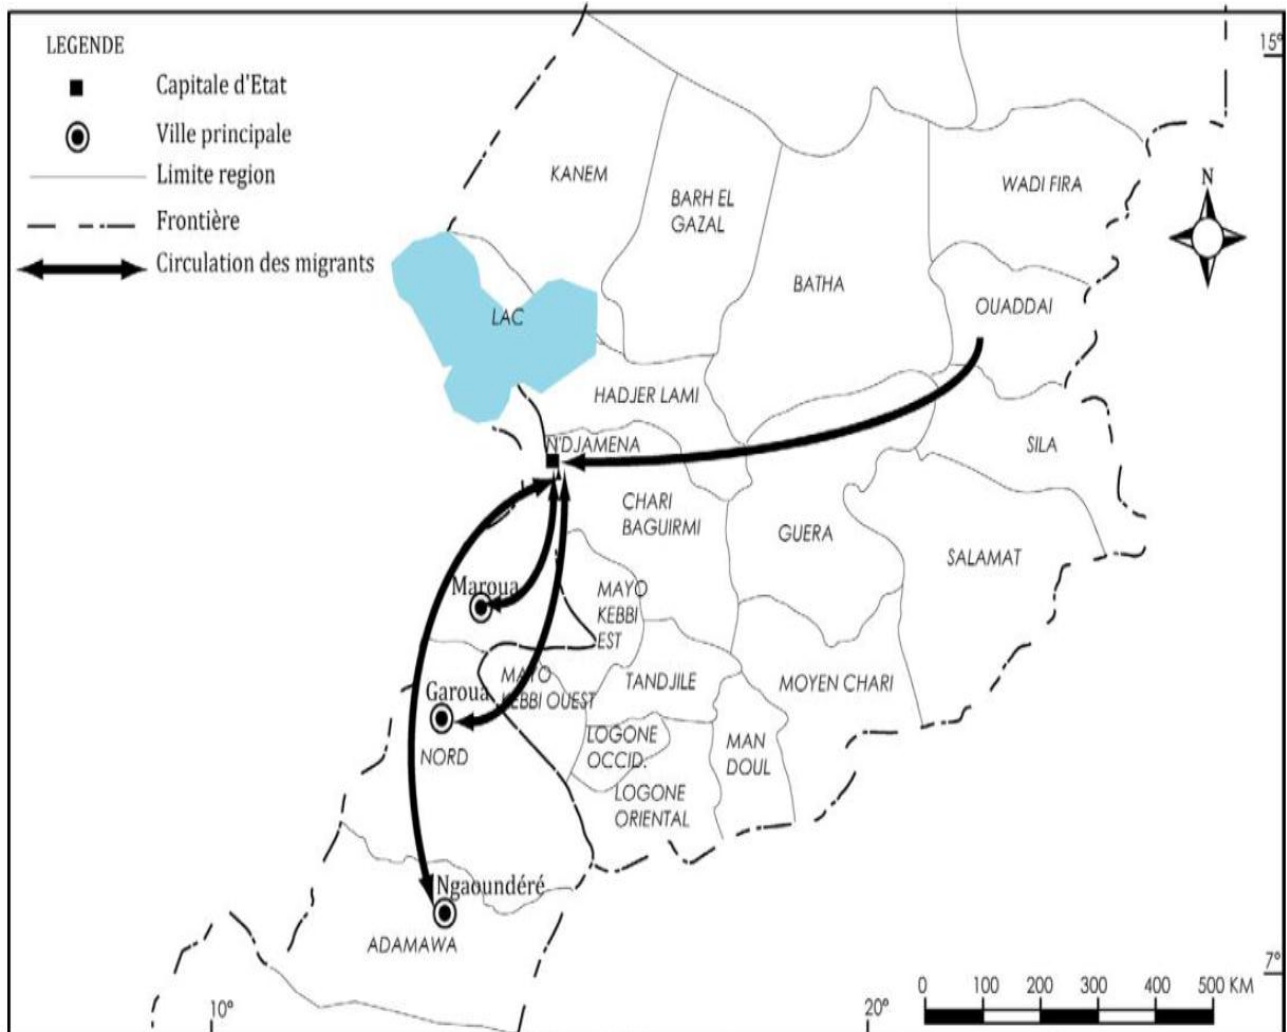 LEGENDE
Capitale d'Etat
Ville principale
Limite region
Frontière
Circulation des migrants
15°
N
KANEM
BARH EL
GAZAL
WADI FIRA
BATHA
OUADDAI
LAC
HADJER LAMI
N'DJAMENA
SILA
CHARI
BAGUIRMI
GUERA
SALAMAT
Maroua
MAYO
KEBBI
EST
MAYO
KEBBI OUEST
TANDJILE
MOYEN CHARI
Garoua
NORD
LOGONE
OCCID.
MAN
DOUL
LOGONE
ORIENTAL
Ngaoundéré
ADAMAWA
7°
0 100 200 300 400 500 KM
10°
20°